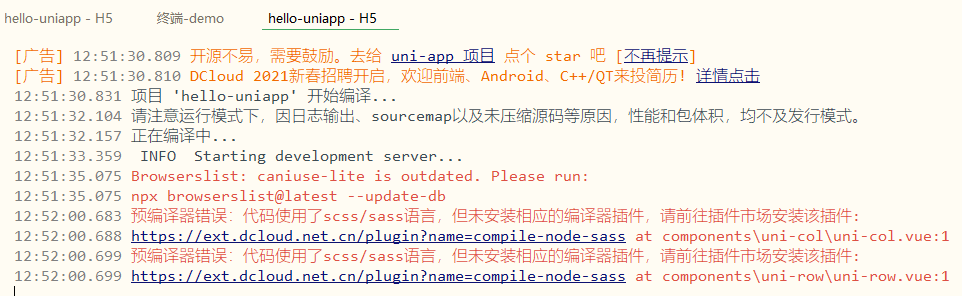 hello-uniapp - H5 终端-demo hello-uniapp - H5
[广告] 12:51:30.809 开源不易，需要鼓励。去给 uni-app 项目 点个 star 吧 [不再提示]
[广告] 12:51:30.810 DCloud 2021新春招聘开启，欢迎前端、Android、C++/QT来投简历! 详情点击
12:51:30.831 项目 'hello-uniapp' 开始编译...
12:51:32.104 请注意运行模式下，因日志输出、sourcemap以及未压缩源码等原因，性能和包体积，均不及发行模式。
12:51:32.157 正在编译中...
12:51:33.359  INFO  Starting development server...
12:51:35.075 Browserslist: caniuse-lite is outdated. Please run:
12:51:35.075 npx browserslist@latest --update-db
12:52:00.683 预编译器错误：代码使用了scss/sass语言，但未安装相应的编译器插件，请前往插件市场安装该插件:
12:52:00.688 https://ext.dcloud.net.cn/plugin?name=compile-node-sass at components\uni-col\uni-col.vue:1
12:52:00.699 预编译器错误：代码使用了scss/sass语言，但未安装相应的编译器插件，请前往插件市场安装该插件:
12:52:00.699 https://ext.dcloud.net.cn/plugin?name=compile-node-sass at components\uni-row\uni-row.vue:1